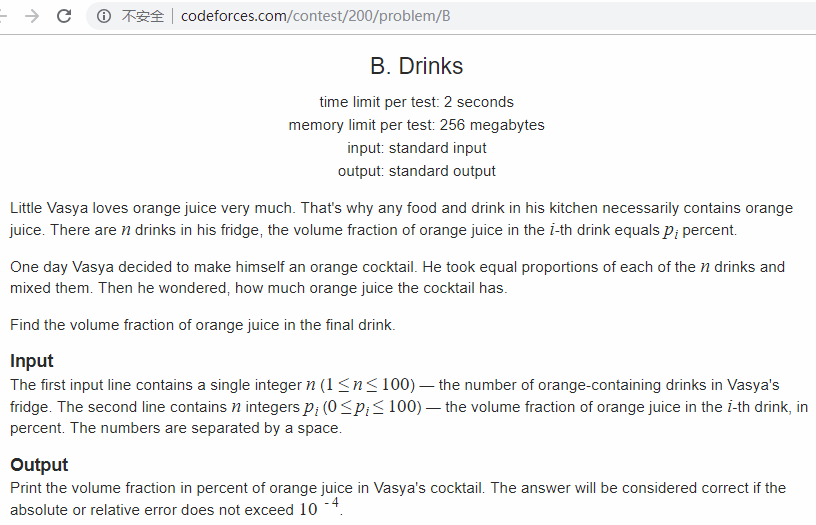 不安全 codeforces.com/contest/200/problem/B
B. Drinks
time limit per test: 2 seconds
memory limit per test: 256 megabytes
input: standard input
output: standard output
Little Vasya loves orange juice very much. That's why any food and drink in his kitchen necessarily contains orange
juice. There are n drinks in his fridge, the volume fraction of orange juice in the i-th drink equals pi percent.
One day Vasya decided to make himself an orange cocktail. He took equal proportions of each of the n drinks and
mixed them. Then he wondered, how much orange juice the cocktail has.
Find the volume fraction of orange juice in the final drink.
Input
The first input line contains a single integer n (1 ≤ n ≤ 100) — the number of orange-containing drinks in Vasya's
fridge. The second line contains n integers pi (0 ≤ pi ≤ 100) — the volume fraction of orange juice in the i-th drink, in
percent. The numbers are separated by a space.
Output
Print the volume fraction in percent of orange juice in Vasya's cocktail. The answer will be considered correct if the
absolute or relative error does not exceed 10 ^-4.